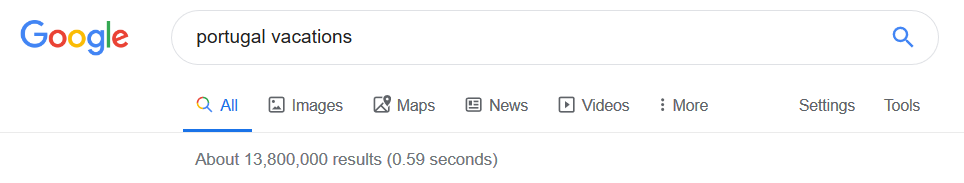 Google portugal vacations
All Images Maps News Videos More Settings Tools
About 13,800,000 results (0.59 seconds)